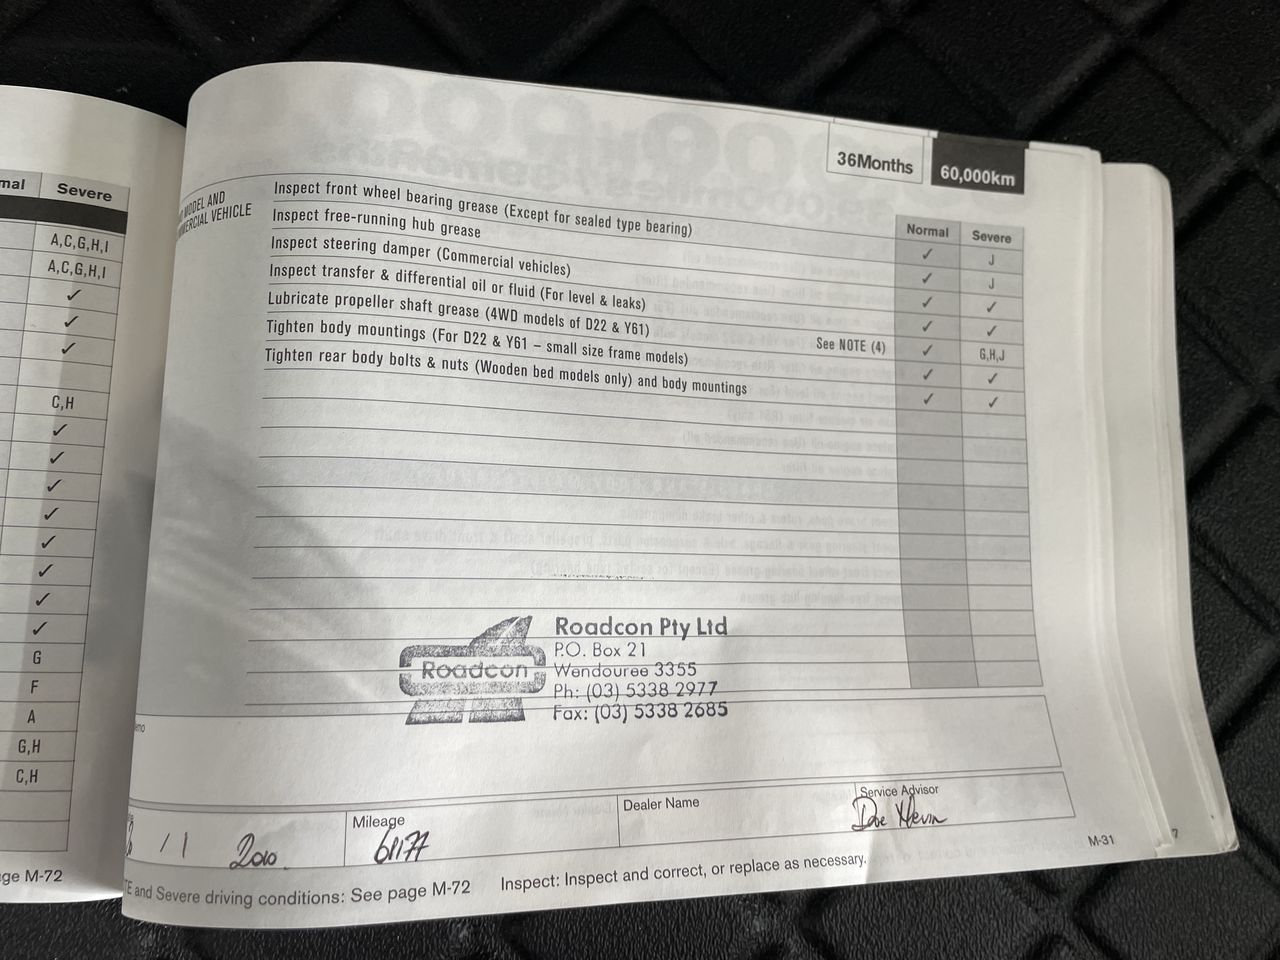 mal Severe
A,C,G,H,I
A,C,G,H,I
✓
✓
✓
C,H
✓
✓
✓
✓
✓
✓
✓
✓
G
F
A
G,H
C,H
ge M-72
36Months 60,000km
MODEL AND
RCIAL VEHICLE
Normal Severe
Inspect front wheel bearing grease (Except for sealed type bearing) ✓ J
Inspect free-running hub grease ✓ J
Inspect steering damper (Commercial vehicles) ✓ ✓
Inspect transfer & differential oil or fluid (For level & leaks) ✓ ✓
Lubricate propeller shaft grease (4WD models of D22 & Y61) See NOTE (4) ✓ G,H,J
Tighten body mountings (For D22 & Y61 – small size frame models) ✓ ✓
Tighten rear body bolts & nuts (Wooden bed models only) and body mountings ✓ ✓
Roadcon
Roadcon Pty Ltd
P.O. Box 21
Wendouree 3355
Ph: (03) 5338 2977
Fax: (03) 5338 2685
/ 1 2010
Mileage
61177
Dealer Name
Service Advisor
M-31
7
E and Severe driving conditions: See page M-72 Inspect: Inspect and correct, or replace as necessary.